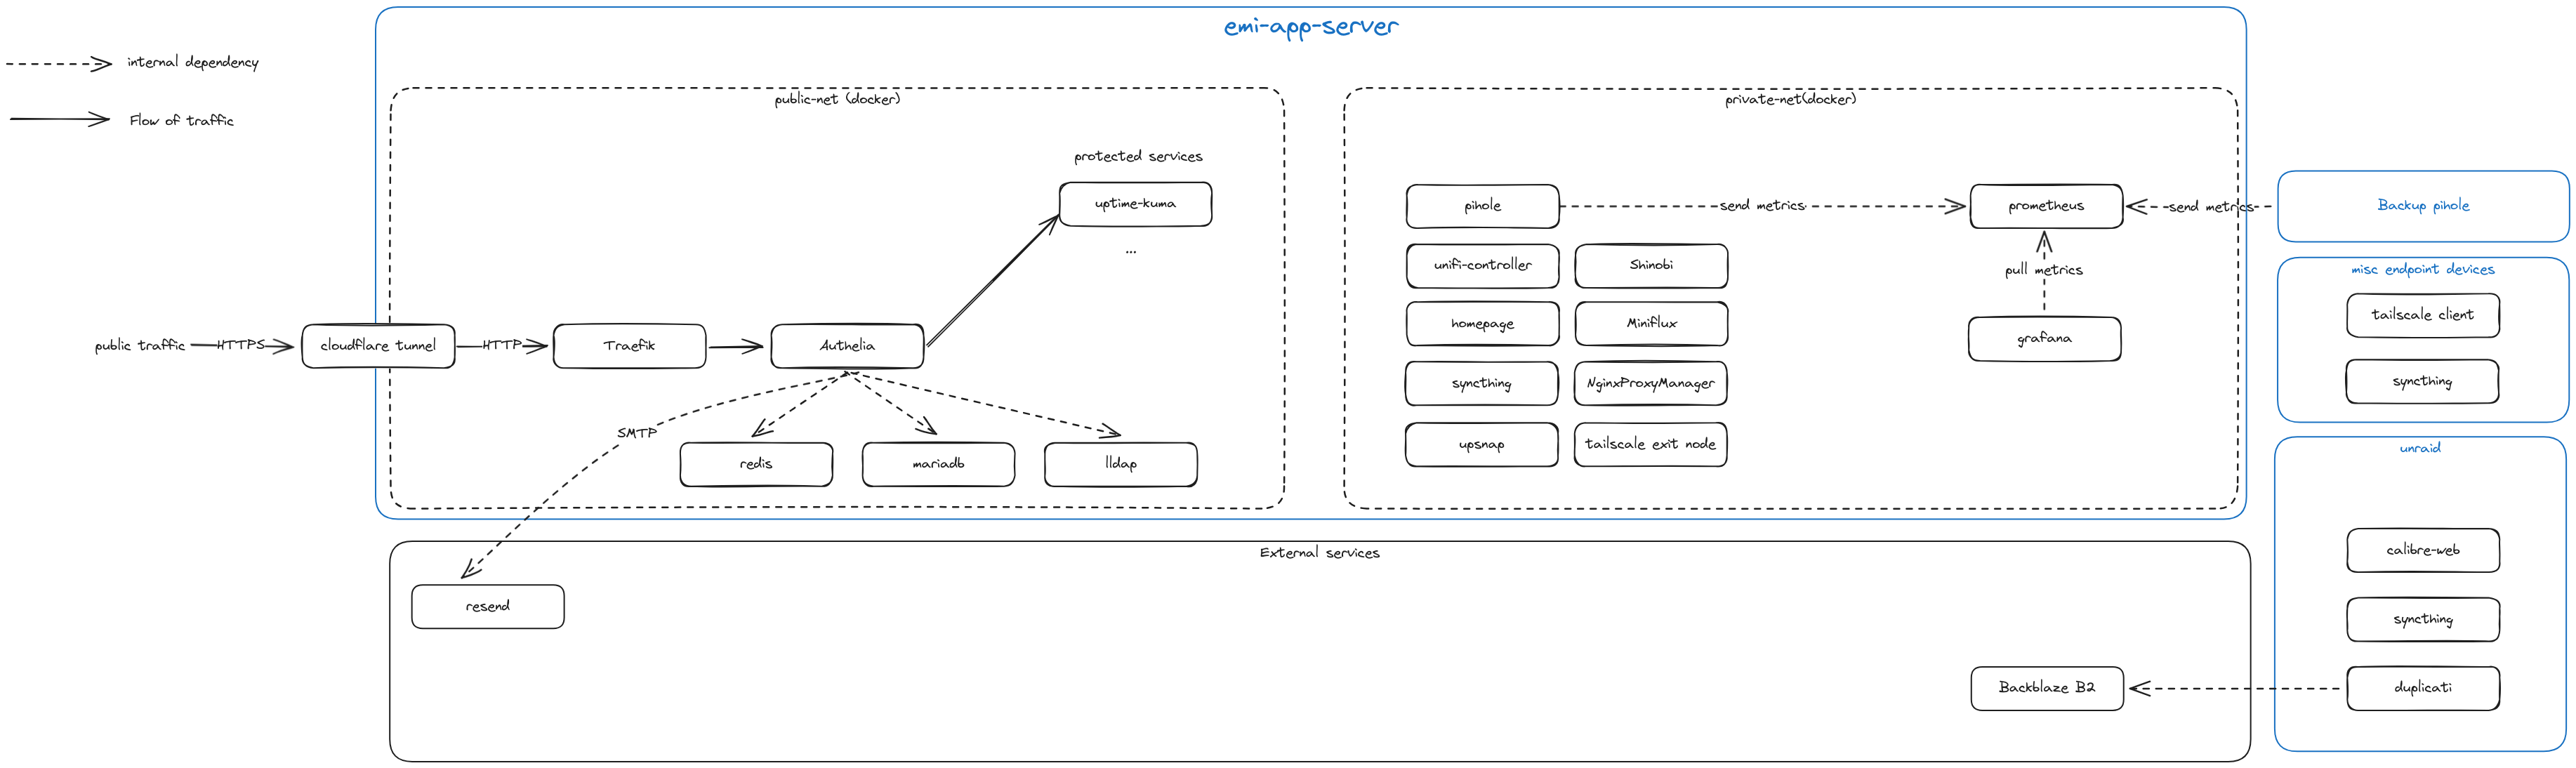 emi-app-server
internal dependency
Flow of traffic
public-net (docker)
protected services
uptime-kuma
...
public traffic
HTTPS
cloudflare tunnel
HTTP
Traefik
Authelia
SMTP
redis
mariadb
lldap
private-net(docker)
pihole
send metrics
prometheus
send metrics
Backup pihole
unifi-controller
Shinobi
pull metrics
homepage
Miniflux
grafana
syncthing
NginxProxyManager
upsnap
tailscale exit node
misc endpoint devices
tailscale client
syncthing
unraid
calibre-web
syncthing
duplicati
External services
resend
Backblaze B2